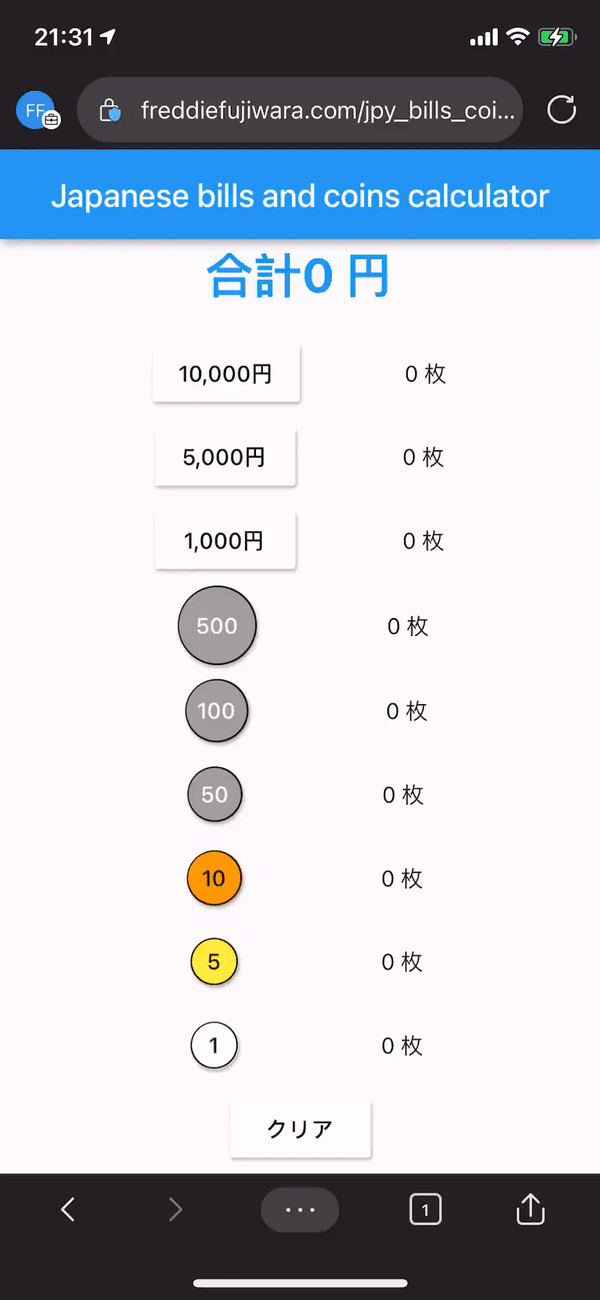 21:31
FF freddiefujiwara.com/jpy_bills_coi...
Japanese bills and coins calculator
合計0 円
10,000円 0 枚
5,000円 0 枚
1,000円 0 枚
500 0 枚
100 0 枚
50 0 枚
10 0 枚
5 0 枚
1 0 枚
クリア
1